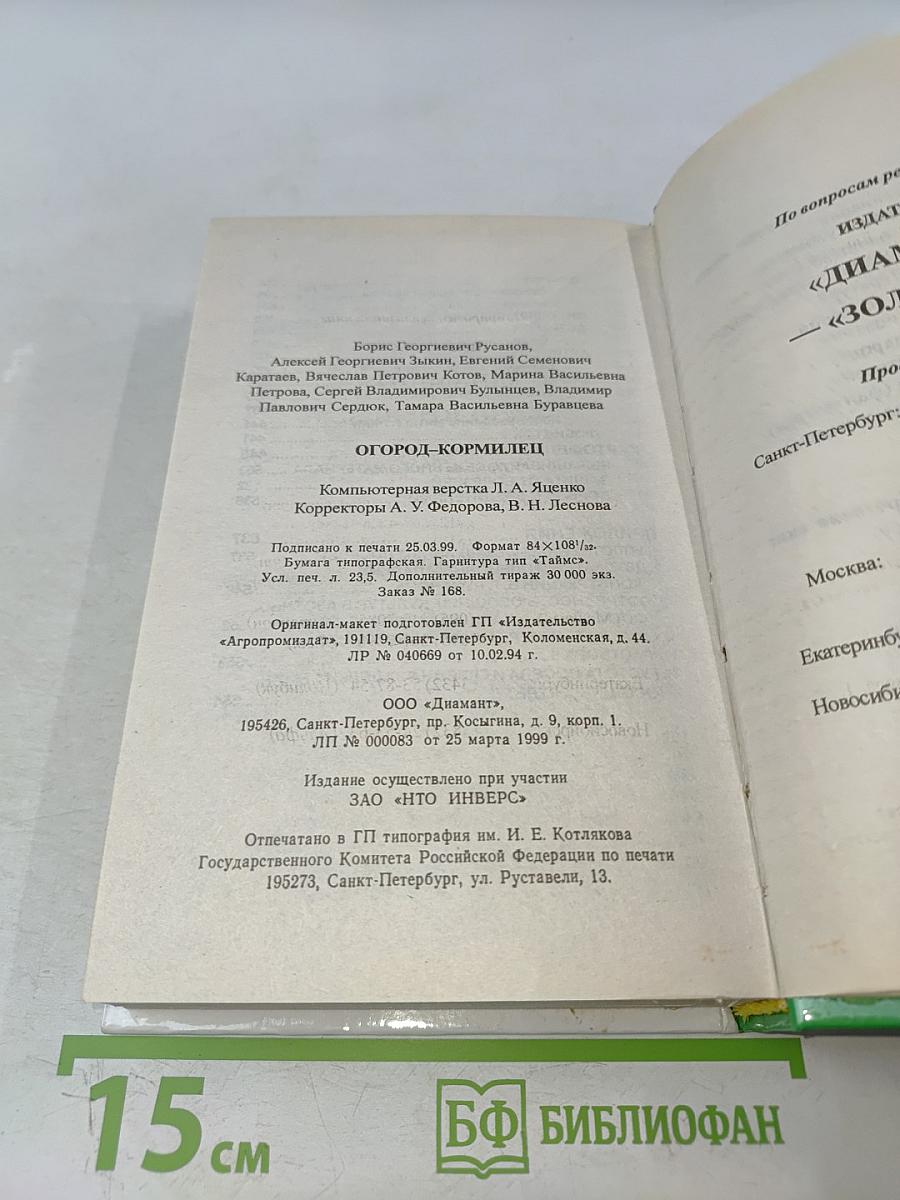 Борис Георгиевич Русанов,
Алексей Георгиевич Зыкин, Евгений Семенович
Каратаев, Вячеслав Петрович Котов, Марина Васильевна
Петрова, Сергей Владимирович Булынцев, Владимир
Павлович Сердюк, Тамара Васильевна Буравцева
ОГОРОД–КОРМИЛЕЦ
Компьютерная верстка Л. А. Яценко
Корректоры А. У. Федорова, В. Н. Леснова
Подписано к печати 25.03.99. Формат 84×108¹/₃₂.
Бумага типографская. Гарнитура тип «Таймс».
Усл. печ. л. 23,5. Дополнительный тираж 30 000 экз.
Заказ № 168.
Оригинал-макет подготовлен ГП «Издательство
«Агропромиздат», 191119, Санкт-Петербург, Коломенская, д. 44.
ЛР № 040669 от 10.02.94 г.
ООО «Диамант»,
195426, Санкт-Петербург, пр. Косыгина, д. 9, корп. 1.
ЛП № 000083 от 25 марта 1999 г.
Издание осуществлено при участии
ЗАО «НТО ИНВЕРС»
Отпечатано в ГП типография им. И. Е. Котлякова
Государственного Комитета Российской Федерации по печати
195273, Санкт-Петербург, ул. Руставели, 13.
По вопросам ре
ИЗДАТ
«ДИАМ
— «ЗОЛ
Про
Санкт-Петербург:
Москва:
Екатеринбу
Новосиби
15 см
БФ БИБЛИОФАН